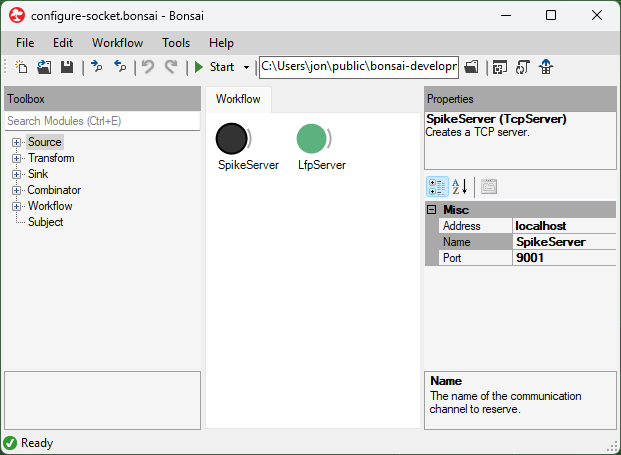 configure-socket.bonsai - Bonsai
File Edit Workflow Tools Help
Start C:\Users\jon\public\bonsai-developm
Toolbox
Search Modules (Ctrl+E)
Source
Transform
Sink
Combinator
Workflow
Subject
Workflow
SpikeServer LfpServer
Properties
SpikeServer (TcpServer)
Creates a TCP server.
A
Z
Misc
Address localhost
Name SpikeServer
Port 9001
Name
The name of the communication
channel to reserve.
Ready